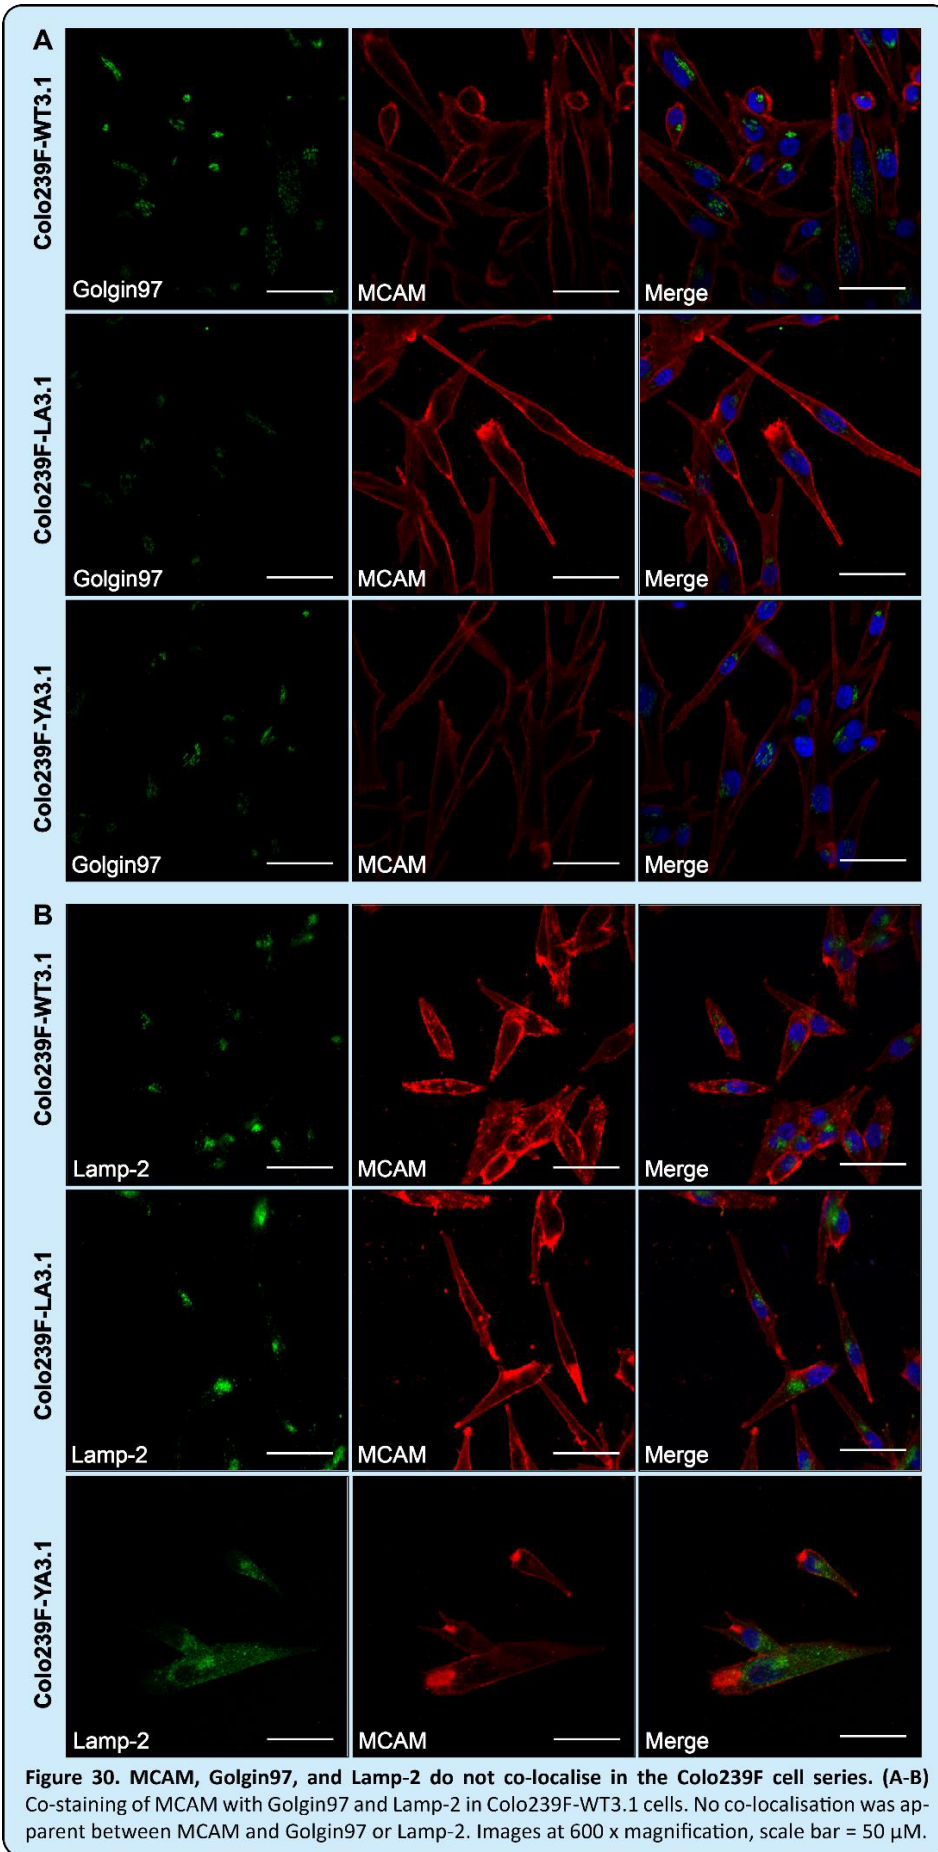 A
Colo239F-WT3.1
Golgin97
MCAM
Merge
Colo239F-LA3.1
Golgin97
MCAM
Merge
Colo239F-YA3.1
Golgin97
MCAM
Merge
B
Colo239F-WT3.1
Lamp-2
MCAM
Merge
Colo239F-LA3.1
Lamp-2
MCAM
Merge
Colo239F-YA3.1
Lamp-2
MCAM
Merge
Figure 30. MCAM, Golgin97, and Lamp-2 do not co-localise in the Colo239F cell series. (A-B)
Co-staining of MCAM with Golgin97 and Lamp-2 in Colo239F-WT3.1 cells. No co-localisation was ap-
parent between MCAM and Golgin97 or Lamp-2. Images at 600 x magnification, scale bar = 50 µM.